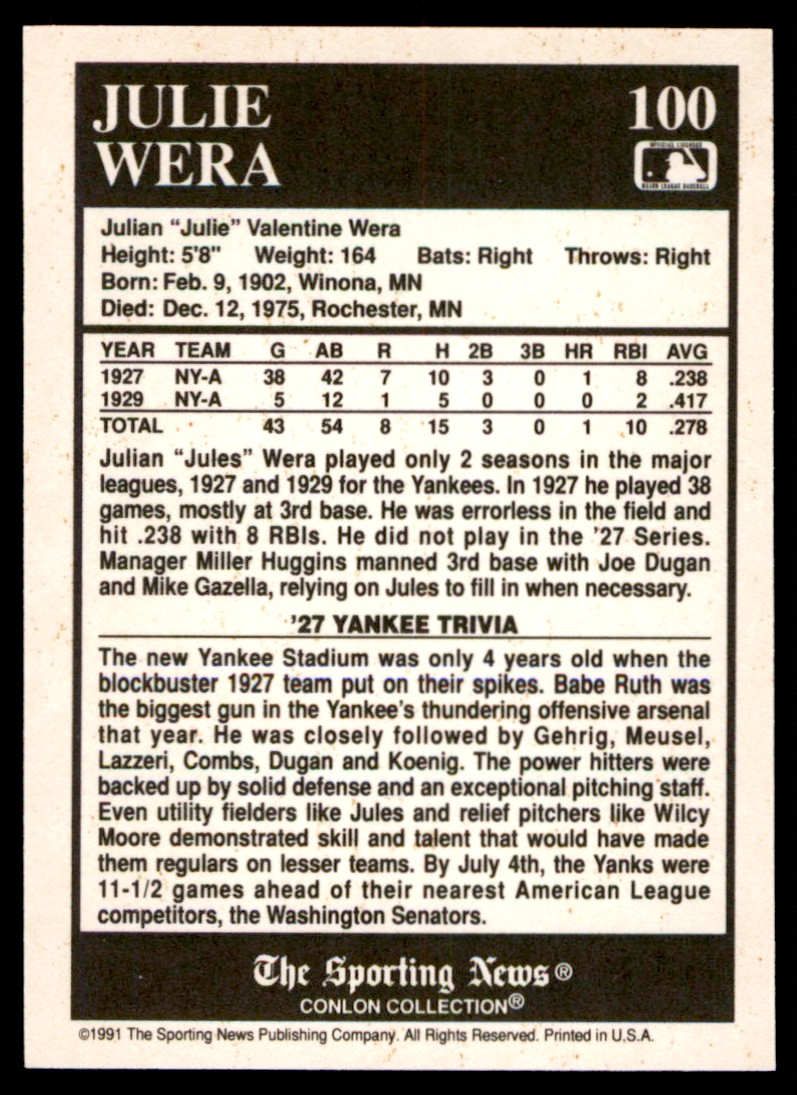 JULIE
WERA
100
OFFICIAL LICENSEE
MAJOR LEAGUE BASEBALL
Julian “Julie” Valentine Wera
Height: 5'8" Weight: 164 Bats: Right Throws: Right
Born: Feb. 9, 1902, Winona, MN
Died: Dec. 12, 1975, Rochester, MN
YEAR TEAM G AB R H 2B 3B HR RBI AVG
1927 NY-A 38 42 7 10 3 0 1 8 .238
1929 NY-A 5 12 1 5 0 0 0 2 .417
TOTAL 43 54 8 15 3 0 1 10 .278
Julian “Jules” Wera played only 2 seasons in the major
leagues, 1927 and 1929 for the Yankees. In 1927 he played 38
games, mostly at 3rd base. He was errorless in the field and
hit .238 with 8 RBIs. He did not play in the '27 Series.
Manager Miller Huggins manned 3rd base with Joe Dugan
and Mike Gazella, relying on Jules to fill in when necessary.
'27 YANKEE TRIVIA
The new Yankee Stadium was only 4 years old when the
blockbuster 1927 team put on their spikes. Babe Ruth was
the biggest gun in the Yankee's thundering offensive arsenal
that year. He was closely followed by Gehrig, Meusel,
Lazzeri, Combs, Dugan and Koenig. The power hitters were
backed up by solid defense and an exceptional pitching staff.
Even utility fielders like Jules and relief pitchers like Wilcy
Moore demonstrated skill and talent that would have made
them regulars on lesser teams. By July 4th, the Yanks were
11-1/2 games ahead of their nearest American League
competitors, the Washington Senators.
The Sporting News®
CONLON COLLECTION®
©1991 The Sporting News Publishing Company. All Rights Reserved. Printed in U.S.A.